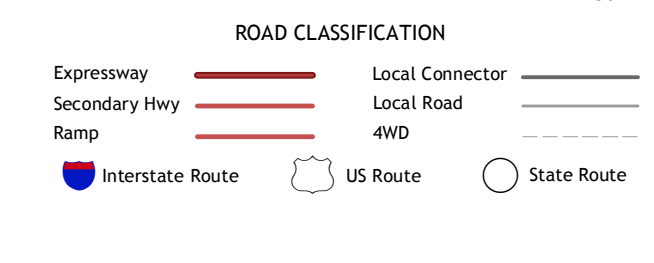 ROAD CLASSIFICATION
Expressway
Local Connector
Secondary Hwy
Local Road
Ramp
4WD
Interstate Route
US Route
State Route